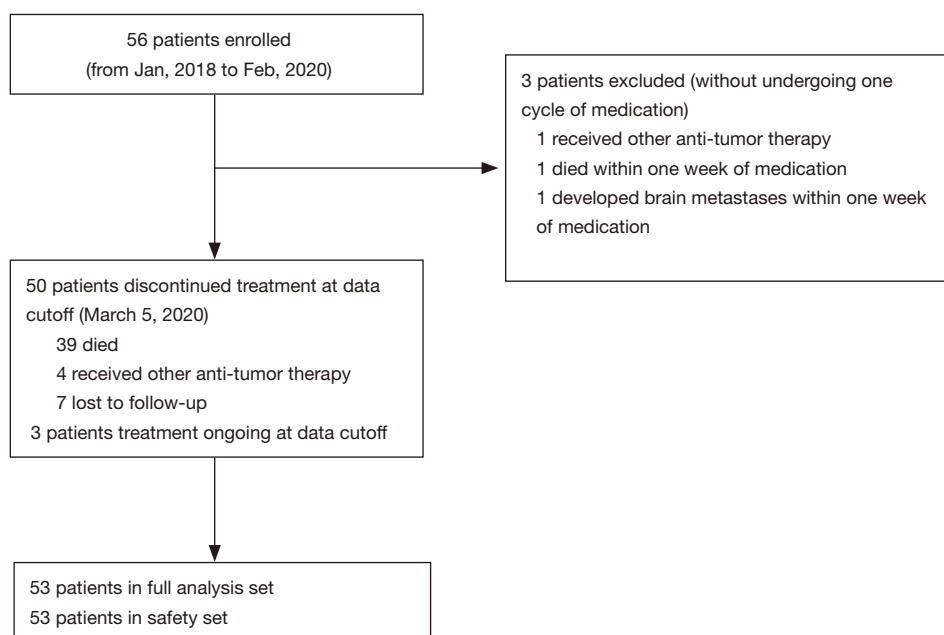 56 patients enrolled
(from Jan, 2018 to Feb, 2020)
3 patients excluded (without undergoing one
cycle of medication)
1 received other anti-tumor therapy
1 died within one week of medication
1 developed brain metastases within one week
of medication
50 patients discontinued treatment at data
cutoff (March 5, 2020)
39 died
4 received other anti-tumor therapy
7 lost to follow-up
3 patients treatment ongoing at data cutoff
53 patients in full analysis set
53 patients in safety set